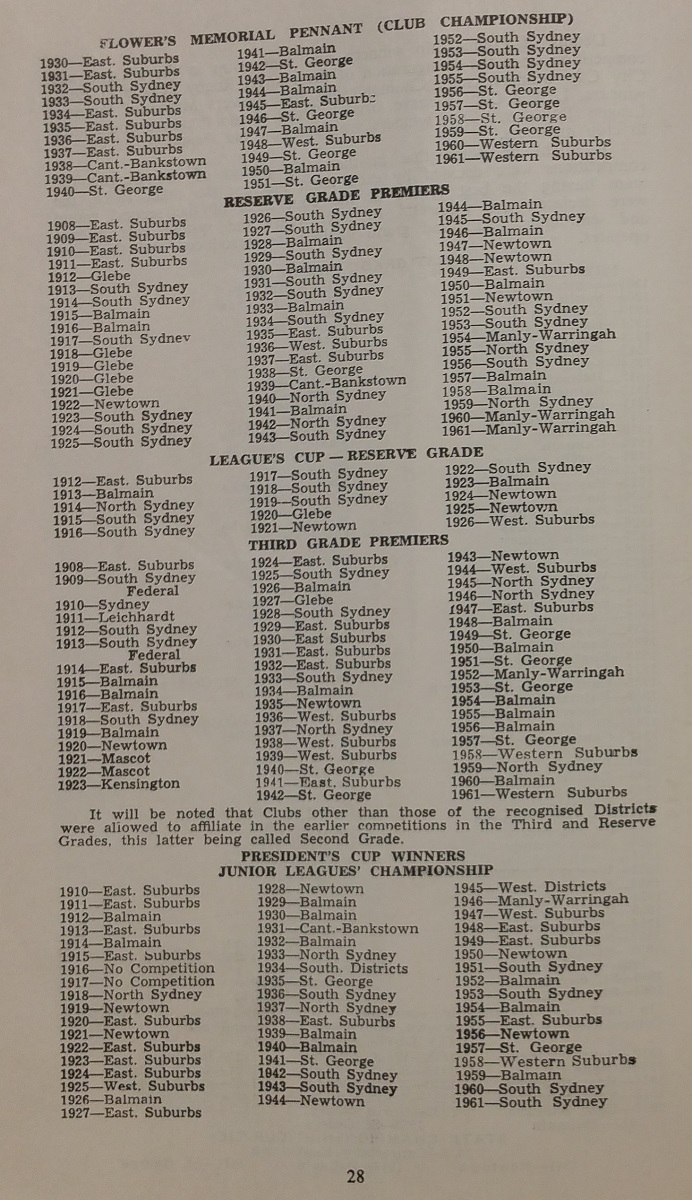 FLOWER'S MEMORIAL PENNANT (CLUB CHAMPIONSHIP)
1930—East. Suburbs
1931—East. Suburbs
1932—South Sydney
1933—South Sydney
1934—East. Suburbs
1935—East. Suburbs
1936—East. Suburbs
1937—East. Suburbs
1938—Cant.-Bankstown
1939—Cant.-Bankstown
1940—St. George
1941—Balmain
1942—St. George
1943—Balmain
1944—Balmain
1945—East. Suburbs
1946—St. George
1947—Balmain
1948—West. Suburbs
1949—St. George
1950—Balmain
1951—St. George
1952—South Sydney
1953—South Sydney
1954—South Sydney
1955—South Sydney
1956—St. George
1957—St. George
1958—St. George
1959—St. George
1960—Western Suburbs
1961—Western Suburbs
RESERVE GRADE PREMIERS
1908—East. Suburbs
1909—East. Suburbs
1910—East. Suburbs
1911—East. Suburbs
1912—Glebe
1913—South Sydney
1914—South Sydney
1915—Balmain
1916—Balmain
1917—South Sydney
1918—Glebe
1919—Glebe
1920—Glebe
1921—Glebe
1922—Newtown
1923—South Sydney
1924—South Sydney
1925—South Sydney
1926—South Sydney
1927—South Sydney
1928—Balmain
1929—South Sydney
1930—Balmain
1931—South Sydney
1932—South Sydney
1933—Balmain
1934—South Sydney
1935—East. Suburbs
1936—West. Suburbs
1937—East. Suburbs
1938—St. George
1939—Cant.-Bankstown
1940—North Sydney
1941—Balmain
1942—North Sydney
1943—South Sydney
1944—Balmain
1945—South Sydney
1946—Balmain
1947—Newtown
1948—Newtown
1949—East. Suburbs
1950—Balmain
1951—Newtown
1952—South Sydney
1953—South Sydney
1954—Manly-Warringah
1955—North Sydney
1956—South Sydney
1957—Balmain
1958—Balmain
1959—North Sydney
1960—Manly-Warringah
1961—Manly-Warringah
LEAGUE'S CUP — RESERVE GRADE
1912—East. Suburbs
1913—Balmain
1914—North Sydney
1915—South Sydney
1916—South Sydney
1917—South Sydney
1918—South Sydney
1919—South Sydney
1920—Glebe
1921—Newtown
1922—South Sydney
1923—Balmain
1924—Newtown
1925—Newtown
1926—West. Suburbs
THIRD GRADE PREMIERS
1908—East. Suburbs
1909—South Sydney
Federal
1910—Sydney
1911—Leichhardt
1912—South Sydney
1913—South Sydney
Federal
1914—East. Suburbs
1915—Balmain
1916—Balmain
1917—East. Suburbs
1918—South Sydney
1919—Balmain
1920—Newtown
1921—Mascot
1922—Mascot
1923—Kensington
1924—East. Suburbs
1925—South Sydney
1926—Balmain
1927—Glebe
1928—South Sydney
1929—East. Suburbs
1930—East Suburbs
1931—East. Suburbs
1932—East. Suburbs
1933—South Sydney
1934—Balmain
1935—Newtown
1936—West. Suburbs
1937—North Sydney
1938—West. Suburbs
1939—West. Suburbs
1940—St. George
1941—East. Suburbs
1942—St. George
1943—Newtown
1944—West. Suburbs
1945—North Sydney
1946—North Sydney
1947—East. Suburbs
1948—Balmain
1949—St. George
1950—Balmain
1951—St. George
1952—Manly-Warringah
1953—St. George
1954—Balmain
1955—Balmain
1956—Balmain
1957—St. George
1958—Western Suburbs
1959—North Sydney
1960—Balmain
1961—Western Suburbs
It will be noted that Clubs other than those of the recognised Districts
were allowed to affiliate in the earlier competitions in the Third and Reserve
Grades, this latter being called Second Grade.
PRESIDENT'S CUP WINNERS
JUNIOR LEAGUES' CHAMPIONSHIP
1910—East. Suburbs
1911—East. Suburbs
1912—Balmain
1913—East. Suburbs
1914—Balmain
1915—East. Suburbs
1916—No Competition
1917—No Competition
1918—North Sydney
1919—Newtown
1920—East. Suburbs
1921—Newtown
1922—East. Suburbs
1923—East. Suburbs
1924—East. Suburbs
1925—West. Suburbs
1926—Balmain
1927—East. Suburbs
1928—Newtown
1929—Balmain
1930—Balmain
1931—Cant.-Bankstown
1932—Balmain
1933—North Sydney
1934—South. Districts
1935—St. George
1936—South Sydney
1937—North Sydney
1938—East. Suburbs
1939—Balmain
1940—Balmain
1941—St. George
1942—South Sydney
1943—South Sydney
1944—Newtown
1945—West. Districts
1946—Manly-Warringah
1947—West. Suburbs
1948—East. Suburbs
1949—East. Suburbs
1950—Newtown
1951—South Sydney
1952—Balmain
1953—South Sydney
1954—Balmain
1955—East. Suburbs
1956—Newtown
1957—St. George
1958—Western Suburbs
1959—Balmain
1960—South Sydney
1961—South Sydney
28